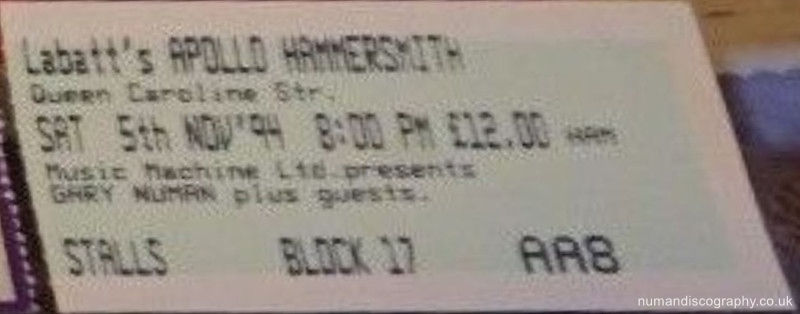 Labatt's APOLLO HAMMERSMITH
Queen Caroline Str.
SAT 5th NOV'94 8:00 PM £12.00
Music Machine Ltd.presents
GARY NUMAN plus guests.
STALLS BLOCK 17 AA8
numandiscography.co.uk